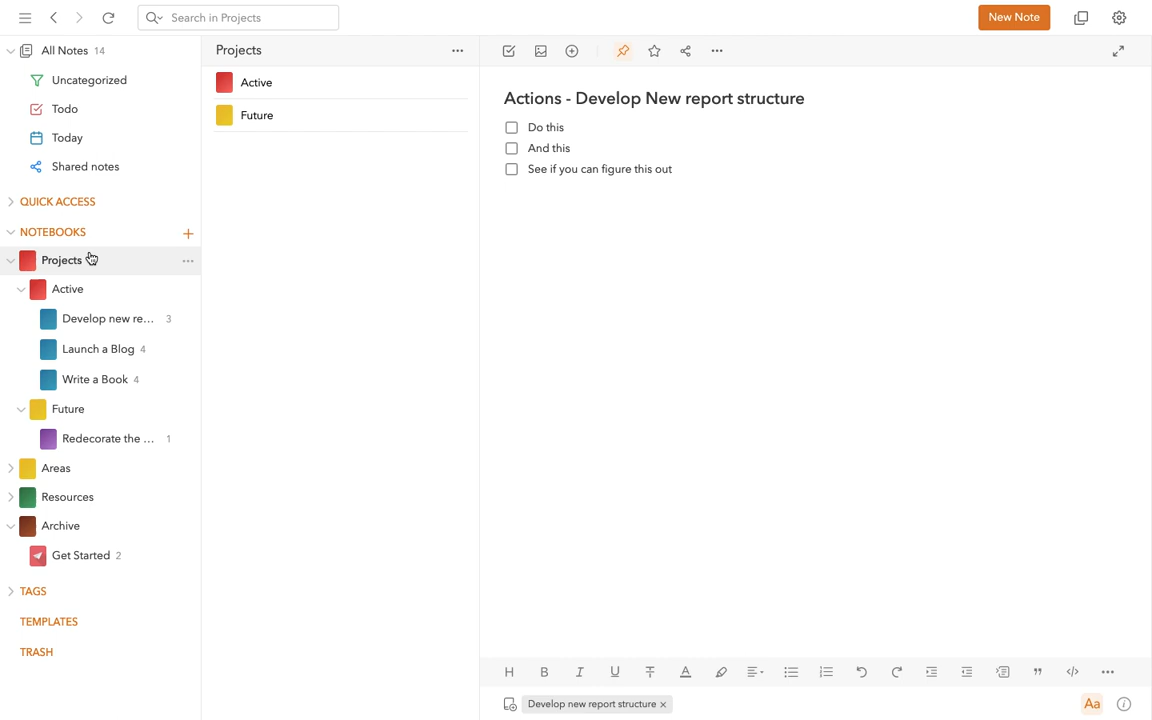 Search in Projects
New Note
All Notes 14
Uncategorized
Todo
Today
Shared notes
QUICK ACCESS
NOTEBOOKS
Projects
Active
Develop new re... 3
Launch a Blog 4
Write a Book 4
Future
Redecorate the ... 1
Areas
Resources
Archive
Get Started 2
TAGS
TEMPLATES
TRASH
Projects
Active
Future
Actions - Develop New report structure
Do this
And this
See if you can figure this out
H B I U T A
Develop new report structure
Aa